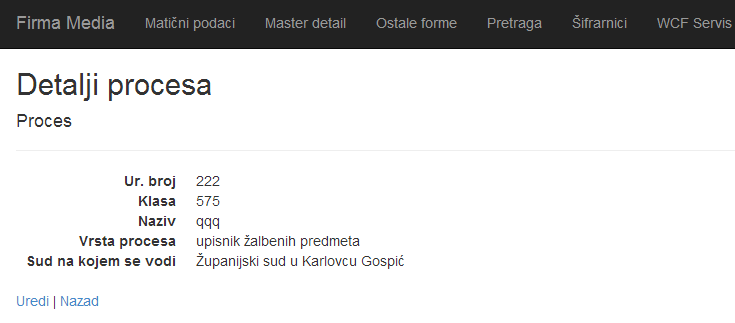 Firma Media Matični podaci Master detail Ostale forme Pretraga Šifrarnici WCF Servis
Detalji procesa
Proces
Ur. broj 222
Klasa 575
Naziv qqq
Vrsta procesa upisnik žalbenih predmeta
Sud na kojem se vodi Županijski sud u Karlovcu Gospić
Uredi | Nazad